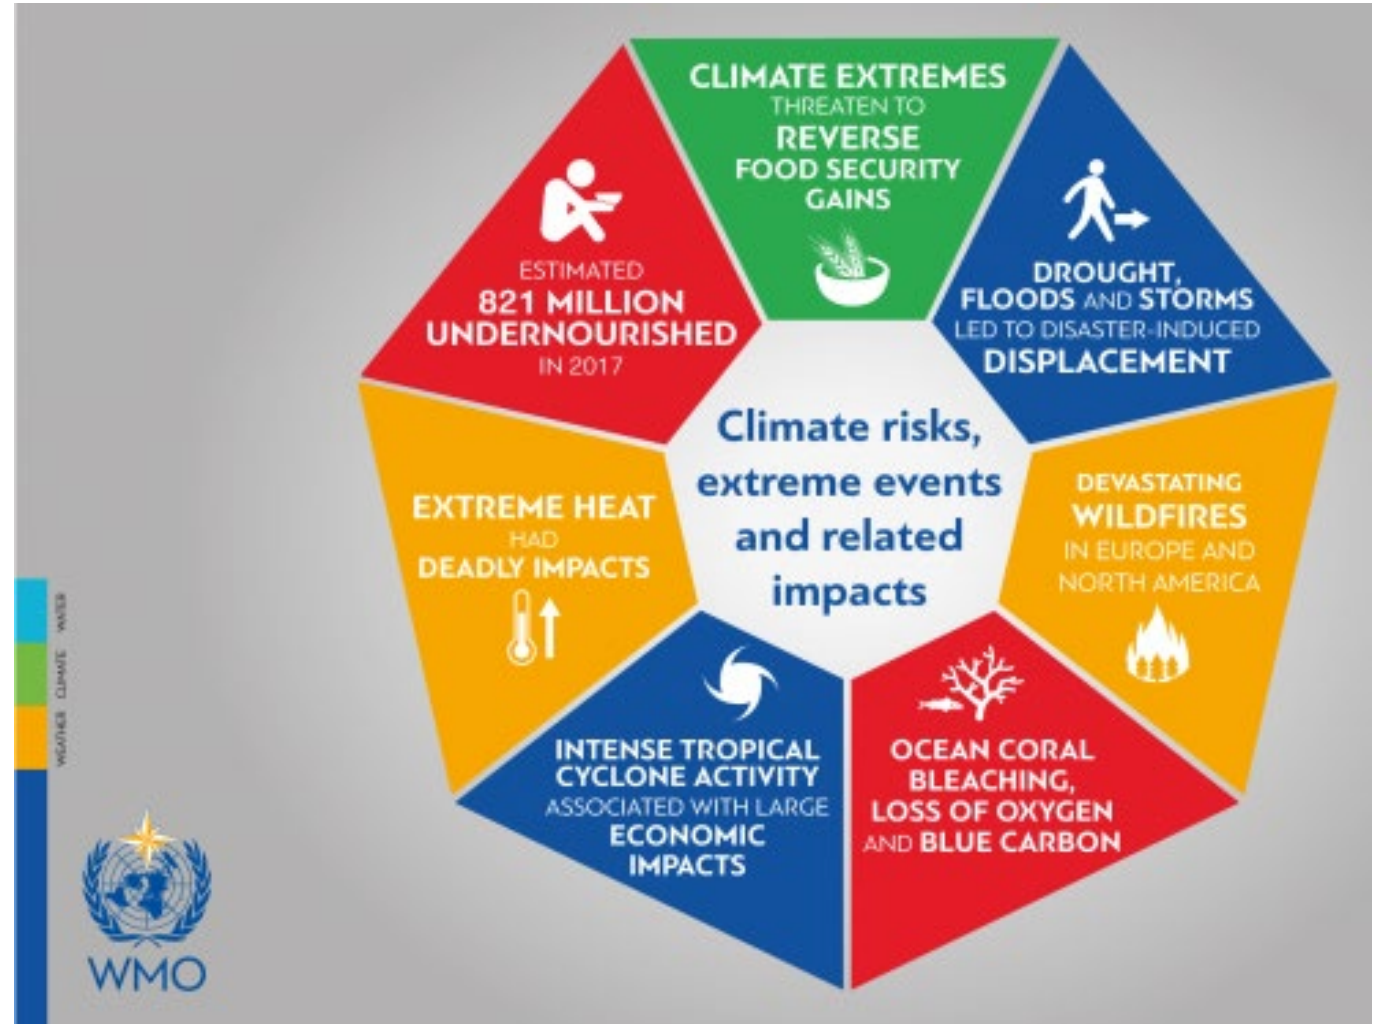 CLIMATE EXTREMES
THREATEN TO
REVERSE
FOOD SECURITY
GAINS
DROUGHT,
FLOODS AND STORMS
LED TO DISASTER-INDUCED
DISPLACEMENT
DEVASTATING
WILDFIRES
IN EUROPE AND
NORTH AMERICA
OCEAN CORAL
BLEACHING,
LOSS OF OXYGEN
AND BLUE CARBON
INTENSE TROPICAL
CYCLONE ACTIVITY
ASSOCIATED WITH LARGE
ECONOMIC
IMPACTS
EXTREME HEAT
HAD
DEADLY IMPACTS
ESTIMATED
821 MILLION
UNDERNOURISHED
IN 2017
Climate risks,
extreme events
and related
impacts
WEATHER CLIMATE WATER
WMO